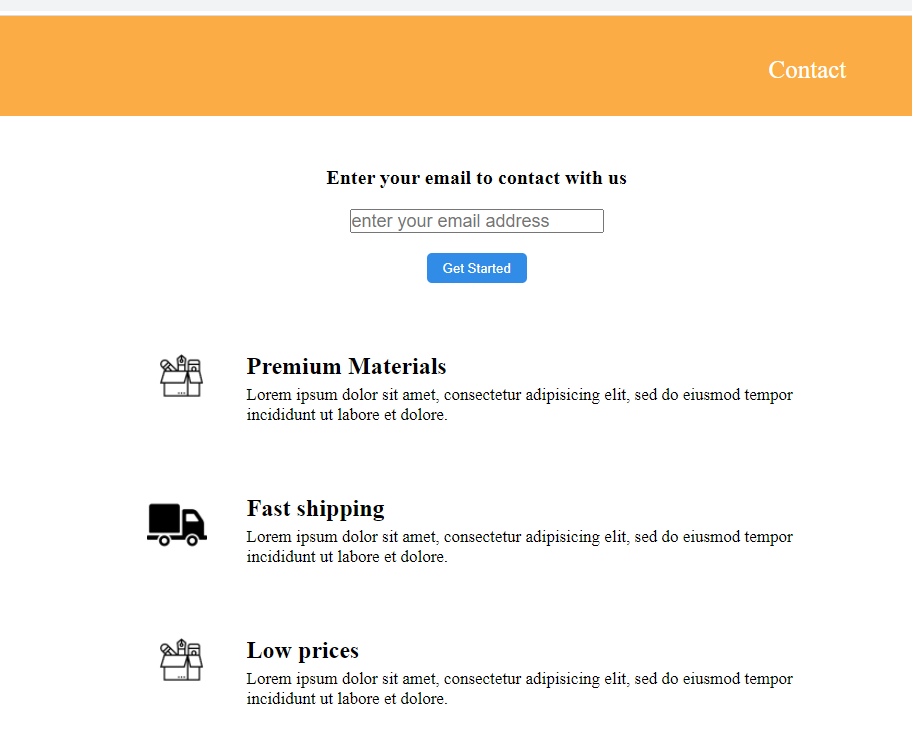 Contact
Enter your email to contact with us
enter your email address
Get Started
Premium Materials
Lorem ipsum dolor sit amet, consectetur adipisicing elit, sed do eiusmod tempor
incididunt ut labore et dolore.
Fast shipping
Lorem ipsum dolor sit amet, consectetur adipisicing elit, sed do eiusmod tempor
incididunt ut labore et dolore.
Low prices
Lorem ipsum dolor sit amet, consectetur adipisicing elit, sed do eiusmod tempor
incididunt ut labore et dolore.